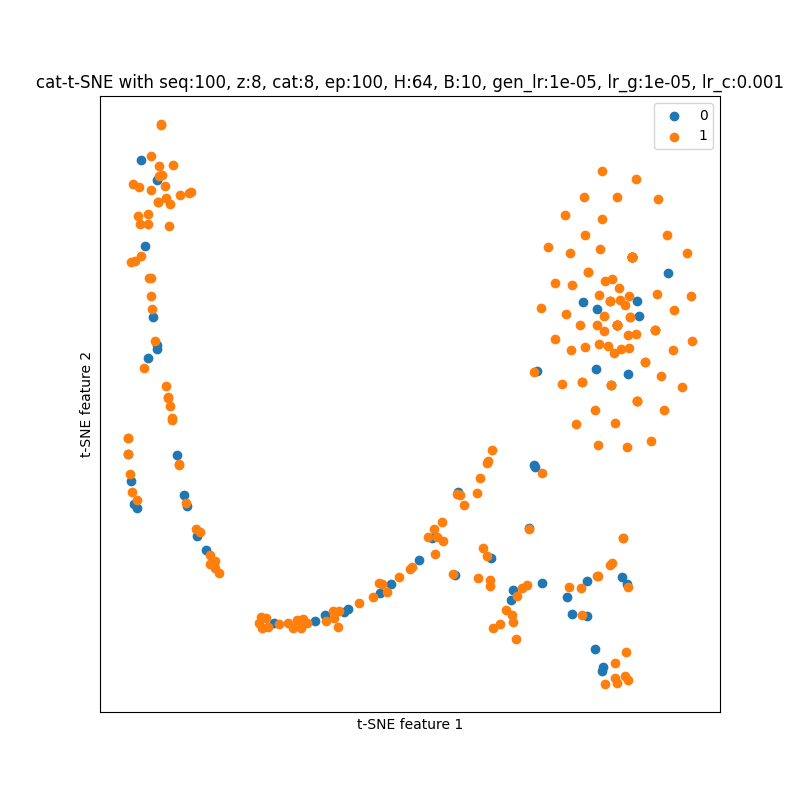 cat-t-SNE with seq:100, z:8, cat:8, ep:100, H:64, B:10, gen_lr:1e-05, lr_g:1e-05, lr_c:0.001
0
1
t-SNE feature 2
t-SNE feature 1